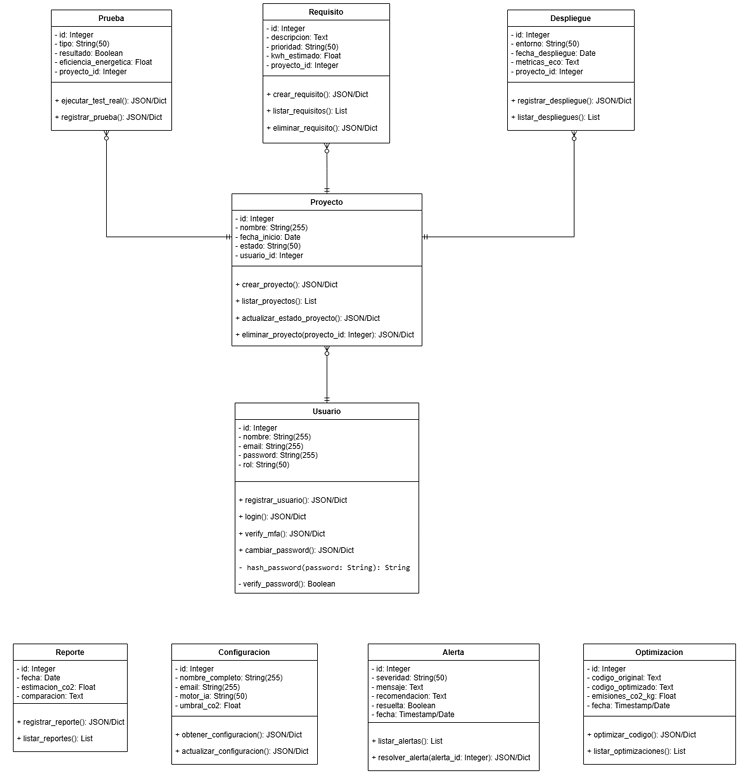 Prueba
- id: Integer
- tipo: String(50)
- resultado: Boolean
- eficiencia_energetica: Float
- proyecto_id: Integer
+ ejecutar_test_real(): JSON/Dict
+ registrar_prueba(): JSON/Dict
Requisito
- id: Integer
- descripcion: Text
- prioridad: String(50)
- kwh_estimado: Float
- proyecto_id: Integer
+ crear_requisito(): JSON/Dict
+ listar_requisitos(): List
+ eliminar_requisito(): JSON/Dict
Despliegue
- id: Integer
- entorno: String(50)
- fecha_despliegue: Date
- metricas_eco: Text
- proyecto_id: Integer
+ registrar_despliegue(): JSON/Dict
+ listar_despliegues(): List
Proyecto
- id: Integer
- nombre: String(255)
- fecha_inicio: Date
- estado: String(50)
- usuario_id: Integer
+ crear_proyecto(): JSON/Dict
+ listar_proyectos(): List
+ actualizar_estado_proyecto(): JSON/Dict
+ eliminar_proyecto(proyecto_id: Integer): JSON/Dict
Usuario
- id: Integer
- nombre: String(255)
- email: String(255)
- password: String(255)
- rol: String(50)
+ registrar_usuario(): JSON/Dict
+ login(): JSON/Dict
+ verify_mfa(): JSON/Dict
+ cambiar_password(): JSON/Dict
- hash_password(password: String): String
- verify_password(): Boolean
Reporte
- id: Integer
- fecha: Date
- estimacion_co2: Float
- comparacion: Text
+ registrar_reporte(): JSON/Dict
+ listar_reportes(): List
Configuracion
- id: Integer
- nombre_completo: String(255)
- email: String(255)
- motor_ia: String(50)
- umbral_co2: Float
+ obtener_configuracion(): JSON/Dict
+ actualizar_configuracion(): JSON/Dict
Alerta
- id: Integer
- severidad: String(50)
- mensaje: Text
- recomendacion: Text
- resuelta: Boolean
- fecha: Timestamp/Date
+ listar_alertas(): List
+ resolver_alerta(alerta_id: Integer): JSON/Dict
Optimizacion
- id: Integer
- codigo_original: Text
- codigo_optimizado: Text
- emisiones_co2_kg: Float
- fecha: Timestamp/Date
+ optimizar_codigo(): JSON/Dict
+ listar_optimizaciones(): List